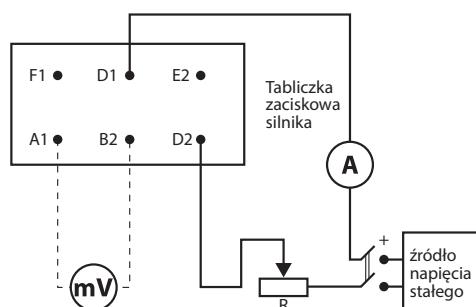 F1
D1
E2
A1
B2
D2
Tabliczka
zaciskowa
silnika
A
mV
R
+
źródło
napięcia
stałego